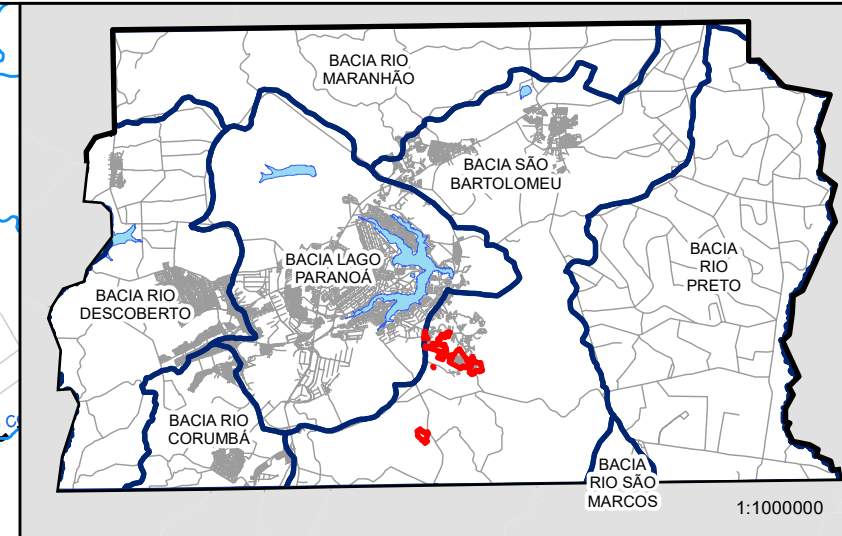 BACIA RIO
MARANHÃO
BACIA SÃO
BARTOLOMEU
BACIA LAGO
PARANOÁ
BACIA
RIO
PRETO
BACIA RIO
DESCOBERTO
BACIA RIO
CORUMBÁ
BACIA
RIO SÃO
MARCOS
1:1000000